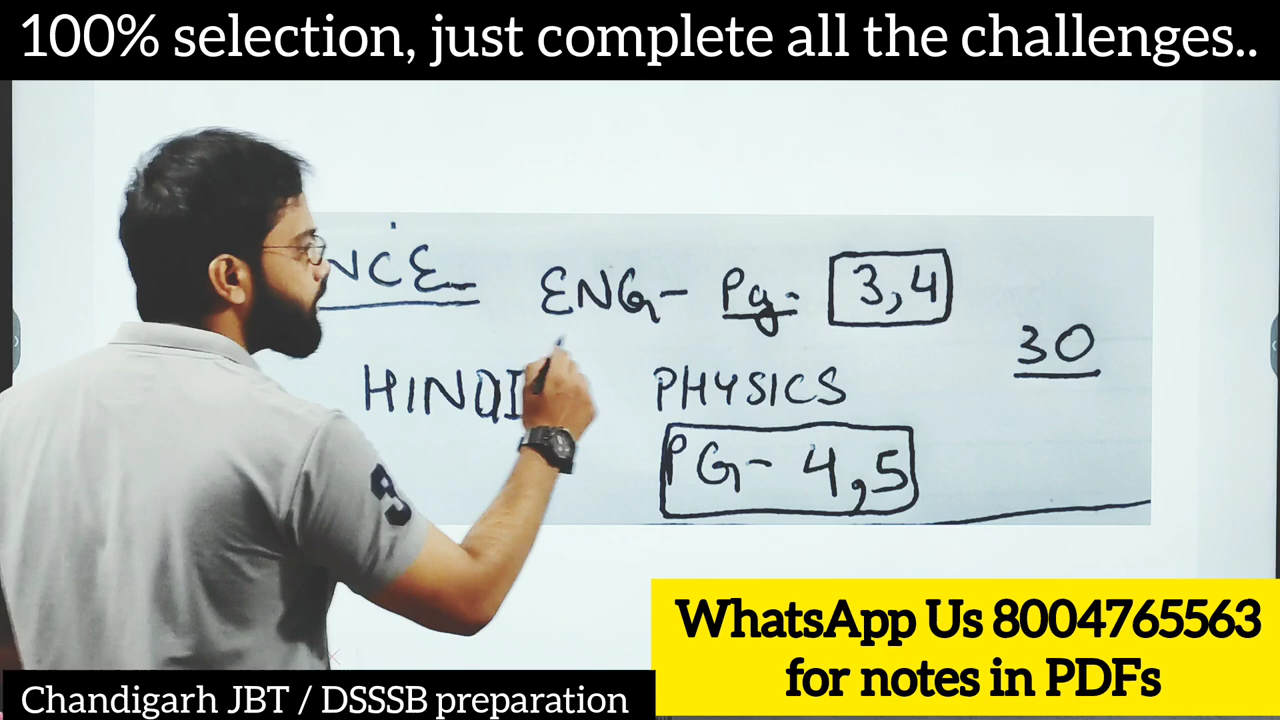 100% selection, just complete all the challenges..
NCE ENG- Pg. 3,4
30
HINDI PHYSICS
PG- 4,5
WhatsApp Us 8004765563
for notes in PDFs
Chandigarh JBT / DSSSB preparation